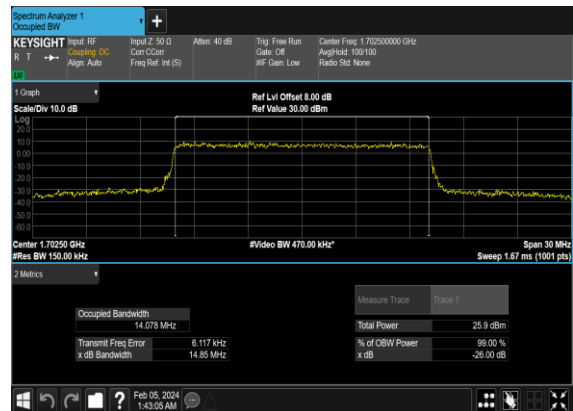 Spectrum Analyzer 1
Occupied BW
+
KEYSIGHT
R T
Input: RF
Coupling: DC
Align: Auto
Input Z: 50 Ω
Corr CCorr
Freq Ref: Int (S)
Atten: 40 dB
Trig: Free Run
Gate: Off
#IF Gain: Low
Center Freq: 1.702500000 GHz
Avg|Hold: 100/100
Radio Std: None
1 Graph
Scale/Div 10.0 dB
Ref Lvl Offset 8.00 dB
Ref Value 30.00 dBm
Log
20.0
10.0
0.00
-10.0
-20.0
-30.0
-40.0
-50.0
-60.0
Center 1.70250 GHz
#Res BW 150.00 kHz
#Video BW 470.00 kHz*
Span 30 MHz
Sweep 1.67 ms (1001 pts)
2 Metrics
Measure Trace
Trace 1
Occupied Bandwidth
14.078 MHz
Total Power
25.9 dBm
Transmit Freq Error
6.117 kHz
% of OBW Power
99.00 %
x dB Bandwidth
14.85 MHz
x dB
-26.00 dB
?
Feb 05, 2024
1:43:05 AM